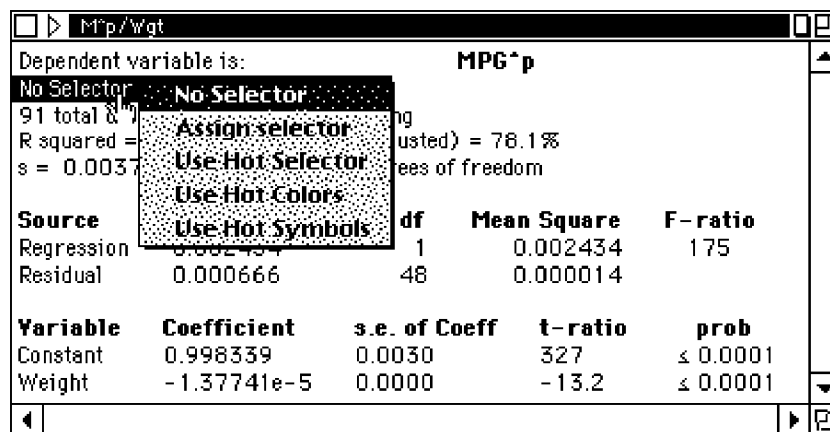 M^p/Wgt
Dependent variable is: MPG^p
No Selector
No Selector
Assign selector
Use Hot Selector
Use Hot Colors
Use Hot Symbols
91 total
R squared = = 78.1%
s = 0.0037 of freedom
Source df Mean Square F-ratio
Regression 0.002434 1 0.002434 175
Residual 0.000666 48 0.000014
Variable Coefficient s.e. of Coeff t-ratio prob
Constant 0.998339 0.0030 327 ≤ 0.0001
Weight -1.37741e-5 0.0000 -13.2 ≤ 0.0001